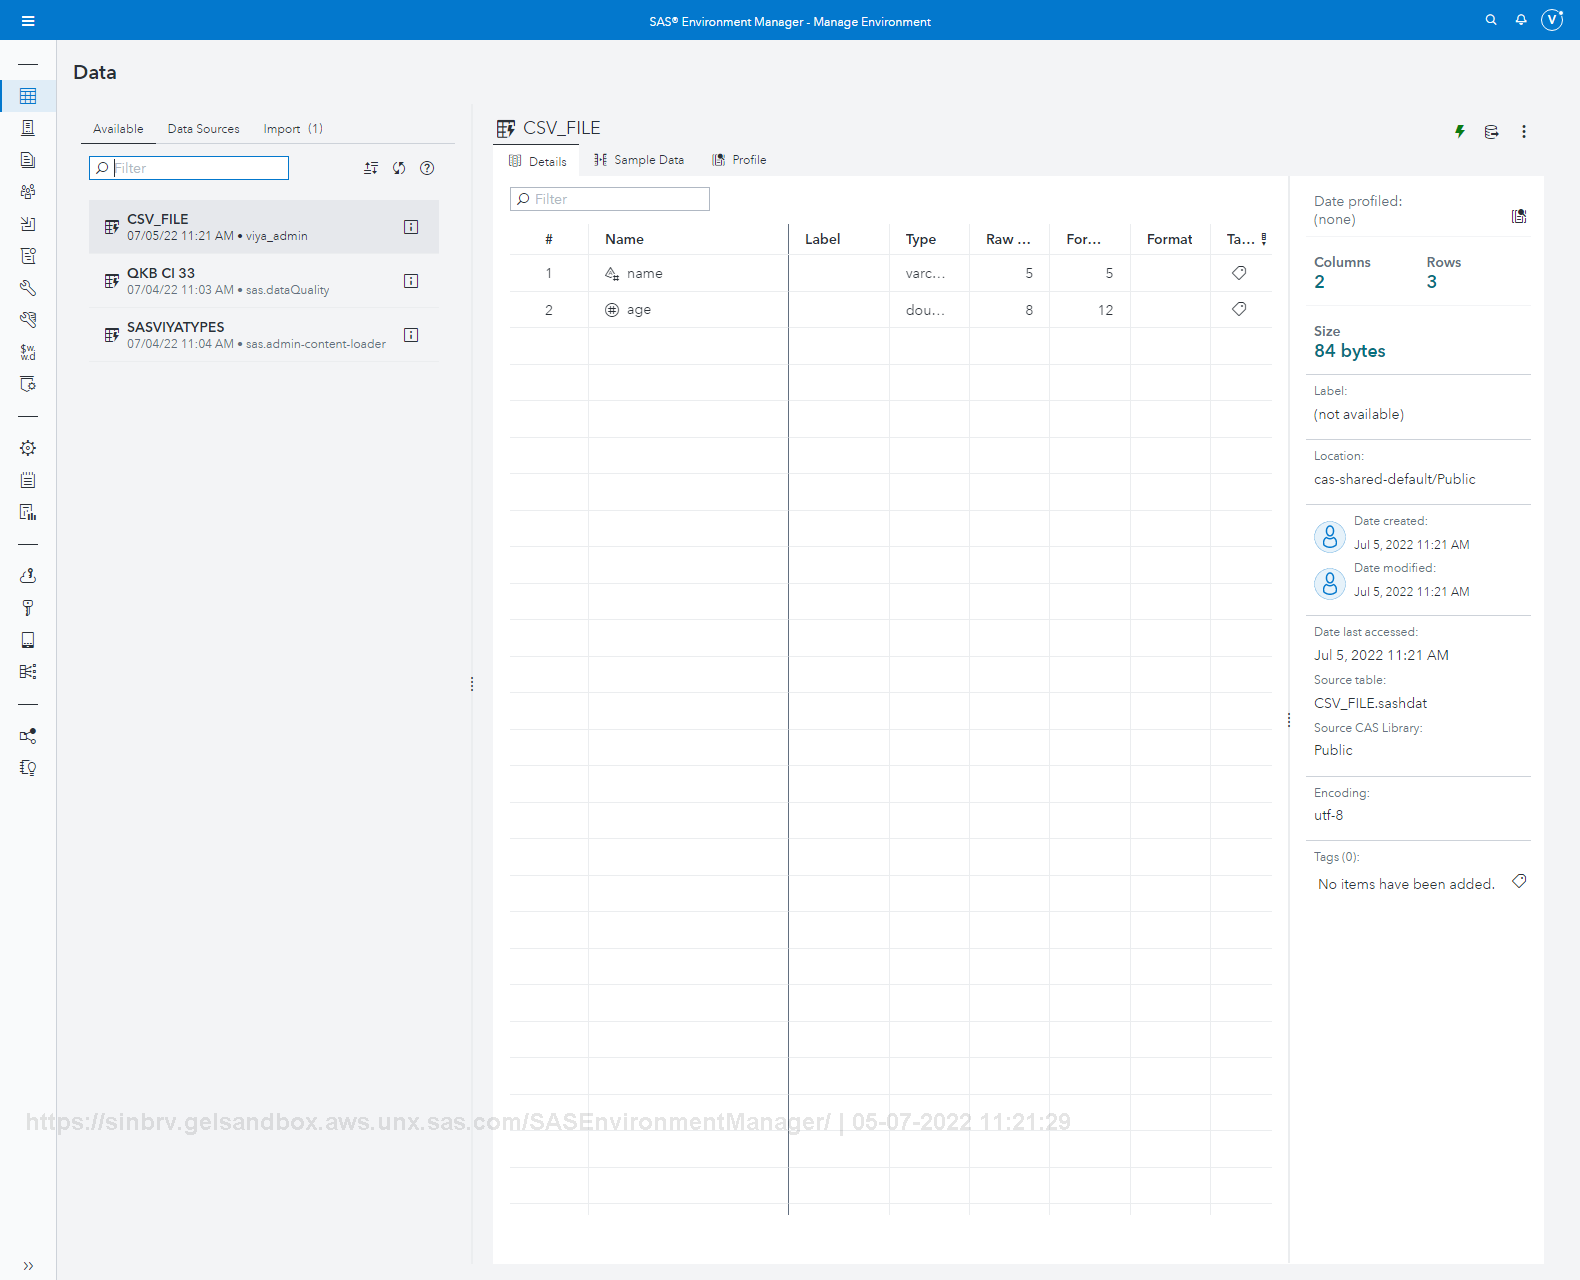 SAS® Environment Manager - Manage Environment
V
Data
Available
Data Sources
Import (1)
Filter
CSV_FILE
07/05/22 11:21 AM • viya_admin
QKB CI 33
07/04/22 11:03 AM • sas.dataQuality
SASVIYATYPES
07/04/22 11:04 AM • sas.admin-content-loader
$w.
w.d
CSV_FILE
Details
Sample Data
Profile
Filter
# Name Label Type Raw ... For... Format Ta...
1 name varc... 5 5
2 age dou... 8 12
Date profiled:
(none)
Columns Rows
2 3
Size
84 bytes
Label:
(not available)
Location:
cas-shared-default/Public
Date created:
Jul 5, 2022 11:21 AM
Date modified:
Jul 5, 2022 11:21 AM
Date last accessed:
Jul 5, 2022 11:21 AM
Source table:
CSV_FILE.sashdat
Source CAS Library:
Public
Encoding:
utf-8
Tags (0):
No items have been added.
https://sinbrv.gelsandbox.aws.unx.sas.com/SASEnvironmentManager/ | 05-07-2022 11:21:29